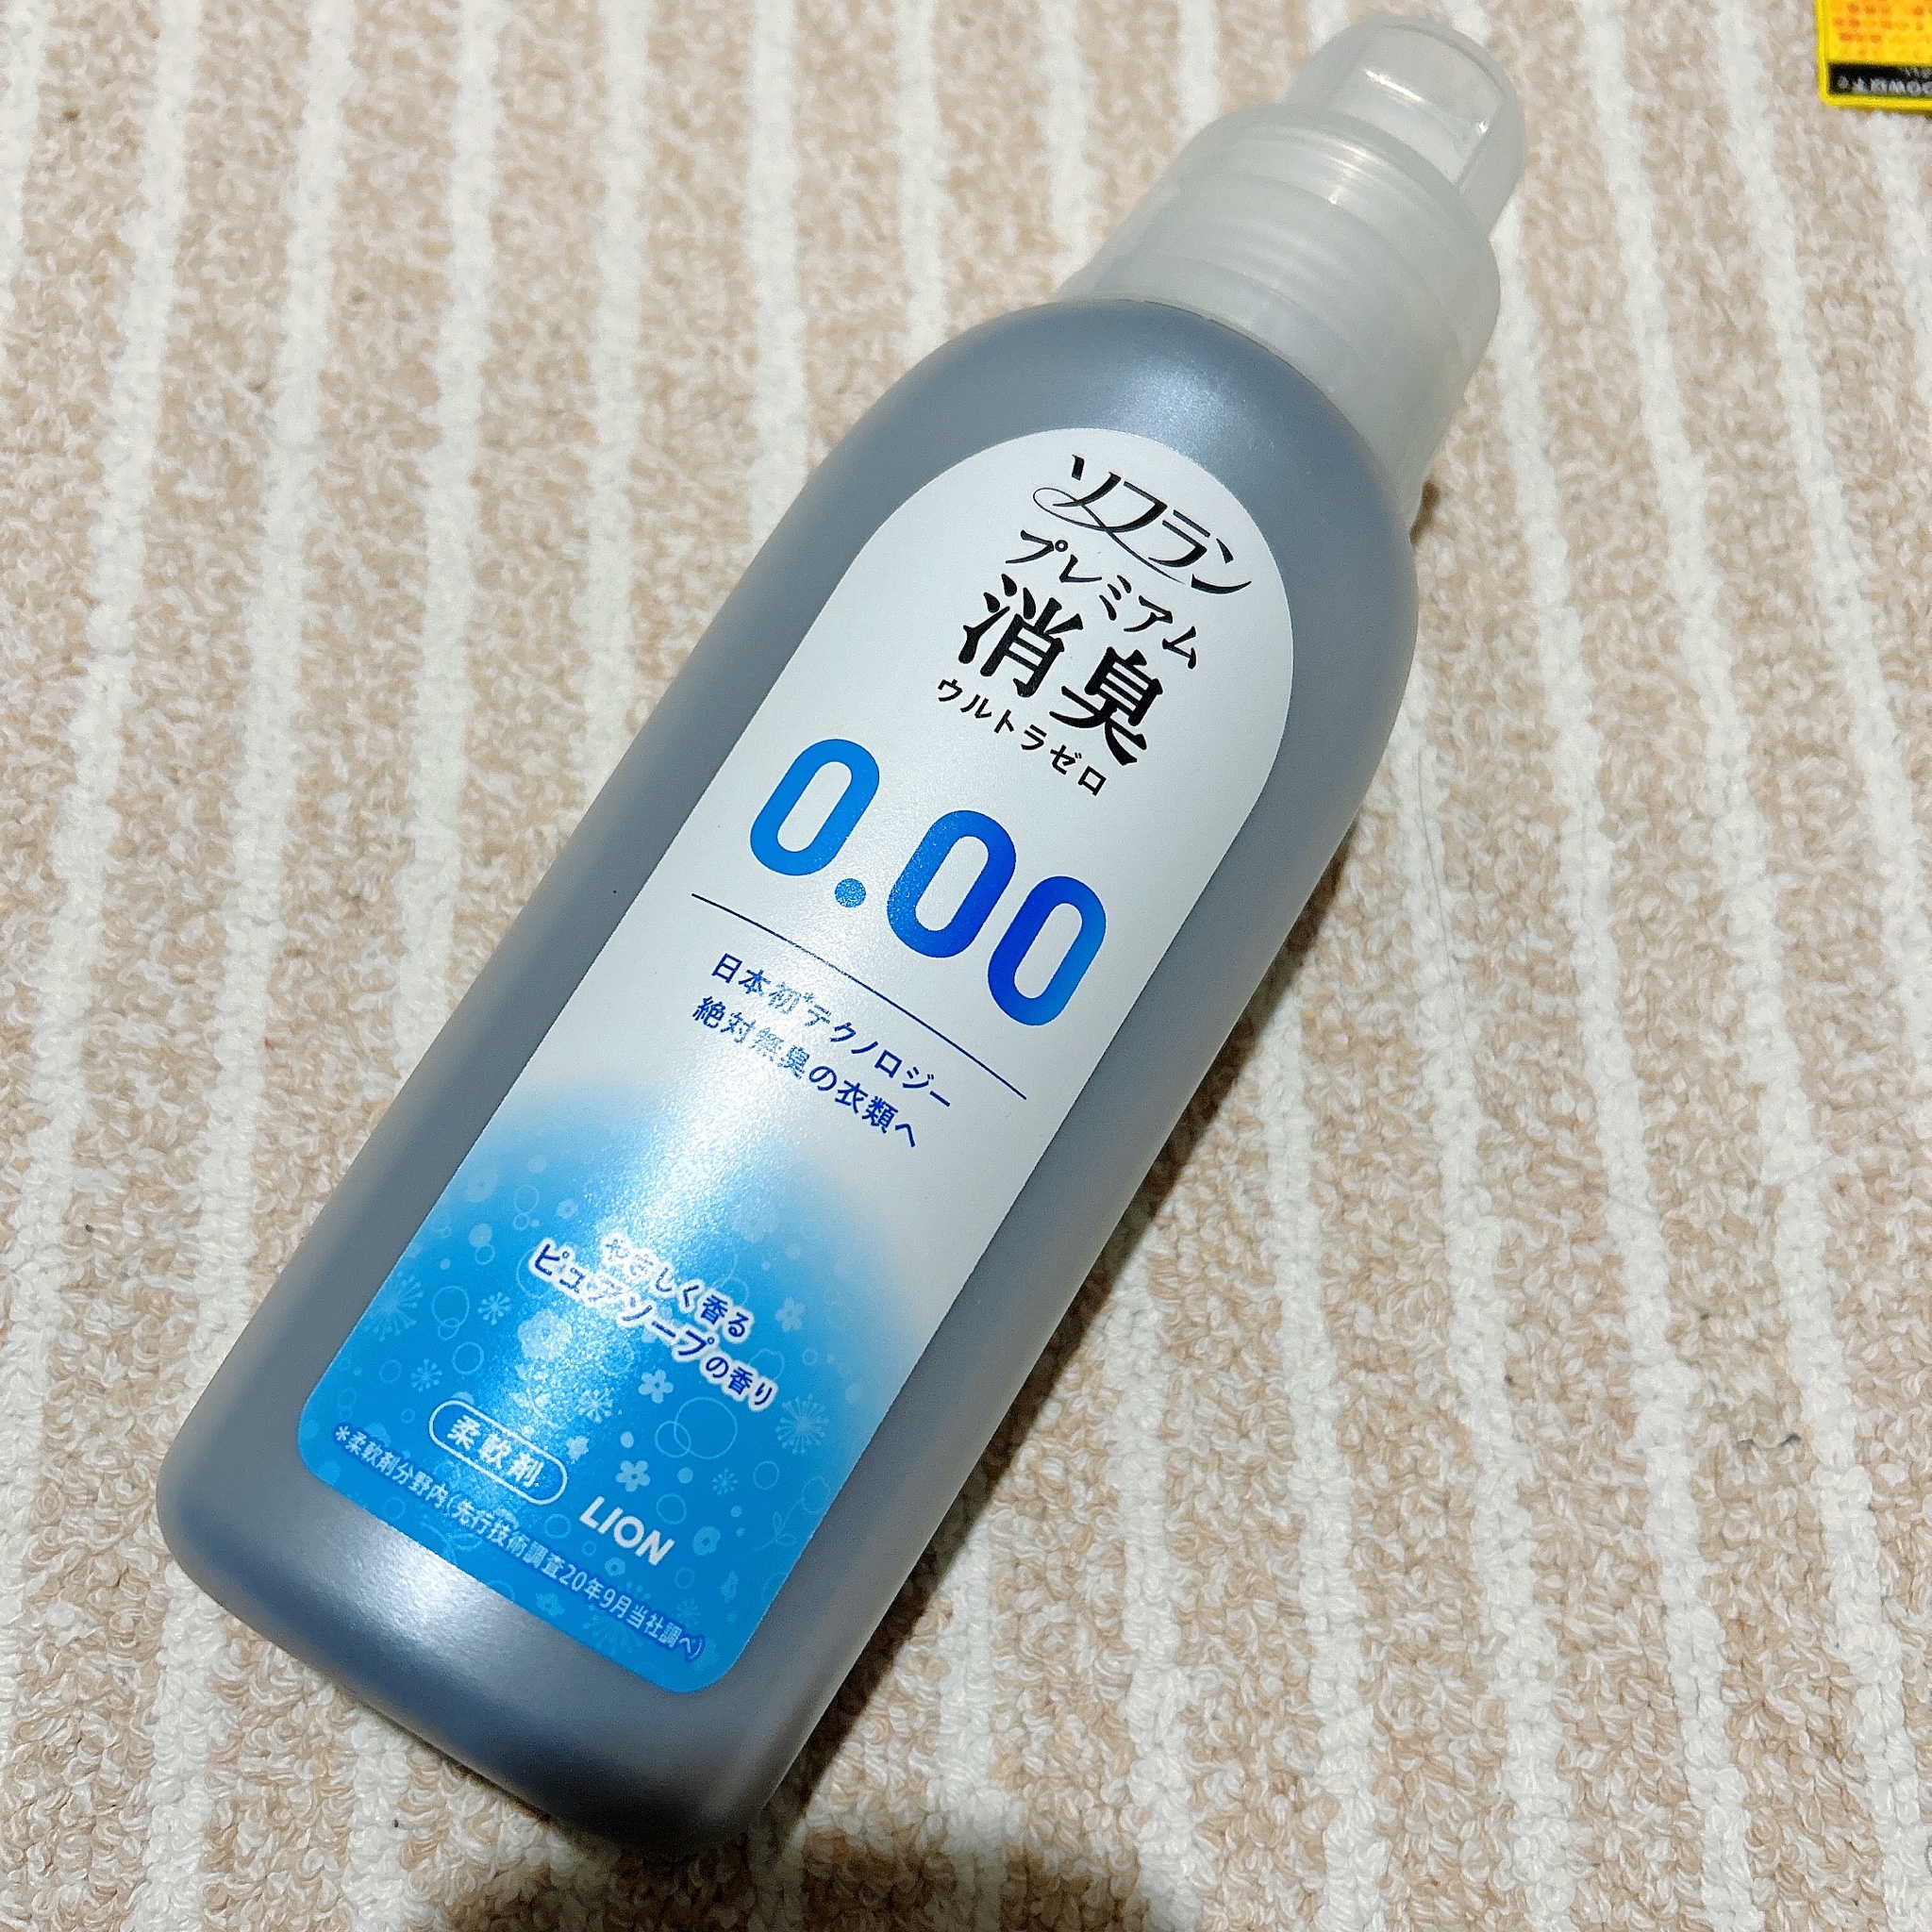 ソフラン
プレミアム
消臭
ウルトラゼロ
0.00
日本初*テクノロジー
絶対無臭の衣類へ
やさしく香る
ピュアソープの香り
柔軟剤
LION
*柔軟剤分野内(先行技術調査20年9月当社調べ)